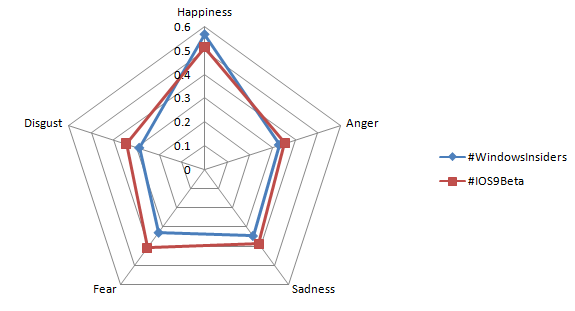 Happiness
0.6
0.5
0.4
0.3
0.2
0.1
0
Disgust
Anger
#WindowsInsiders
#IOS9Beta
Fear
Sadness